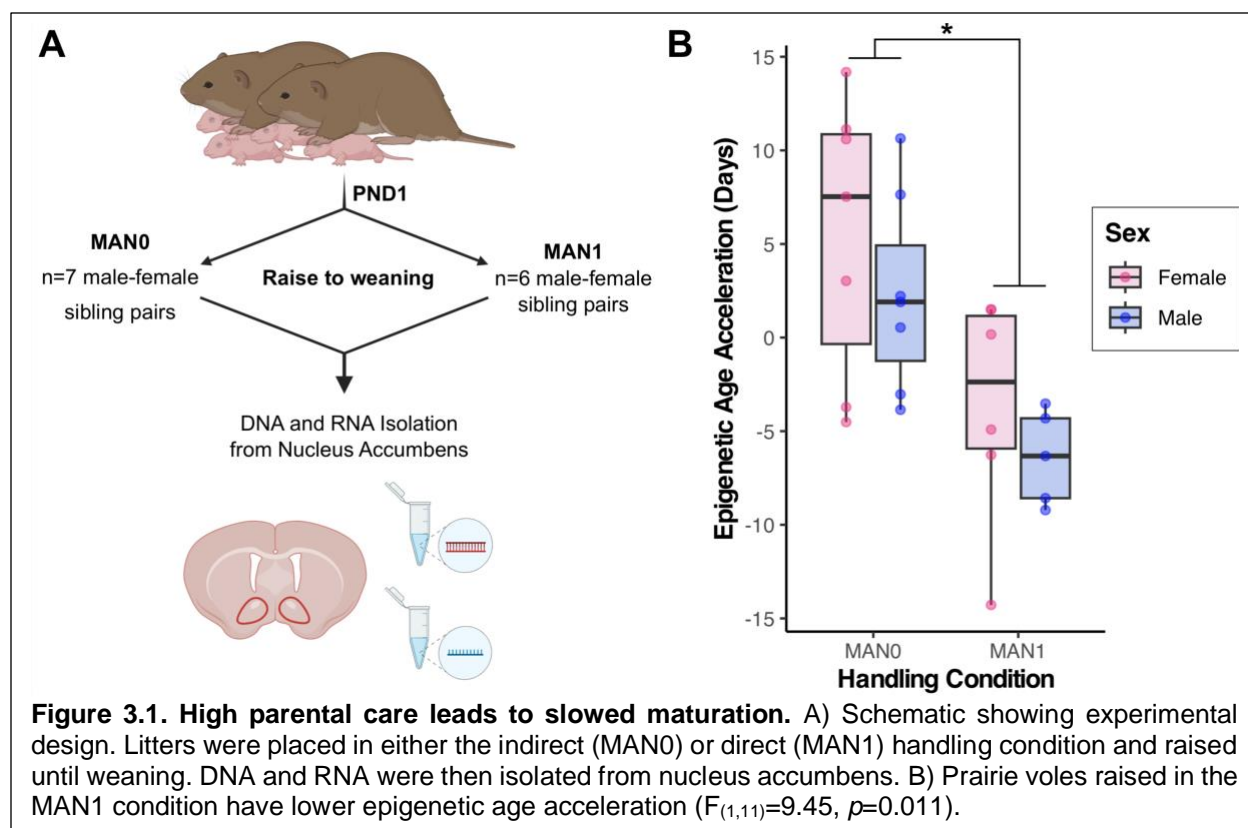 A
PND1
MAN0
n=7 male-female
sibling pairs
Raise to weaning
MAN1
n=6 male-female
sibling pairs
DNA and RNA Isolation
from Nucleus Accumbens
B
*
Epigenetic Age Acceleration (Days)
15
10
5
0
-5
-10
-15
MAN0
MAN1
Handling Condition
Sex
Female
Male
Figure 3.1. High parental care leads to slowed maturation. A) Schematic showing experimental
design. Litters were placed in either the indirect (MAN0) or direct (MAN1) handling condition and raised
until weaning. DNA and RNA were then isolated from nucleus accumbens. B) Prairie voles raised in the
MAN1 condition have lower epigenetic age acceleration (F(1,11)=9.45, p=0.011).